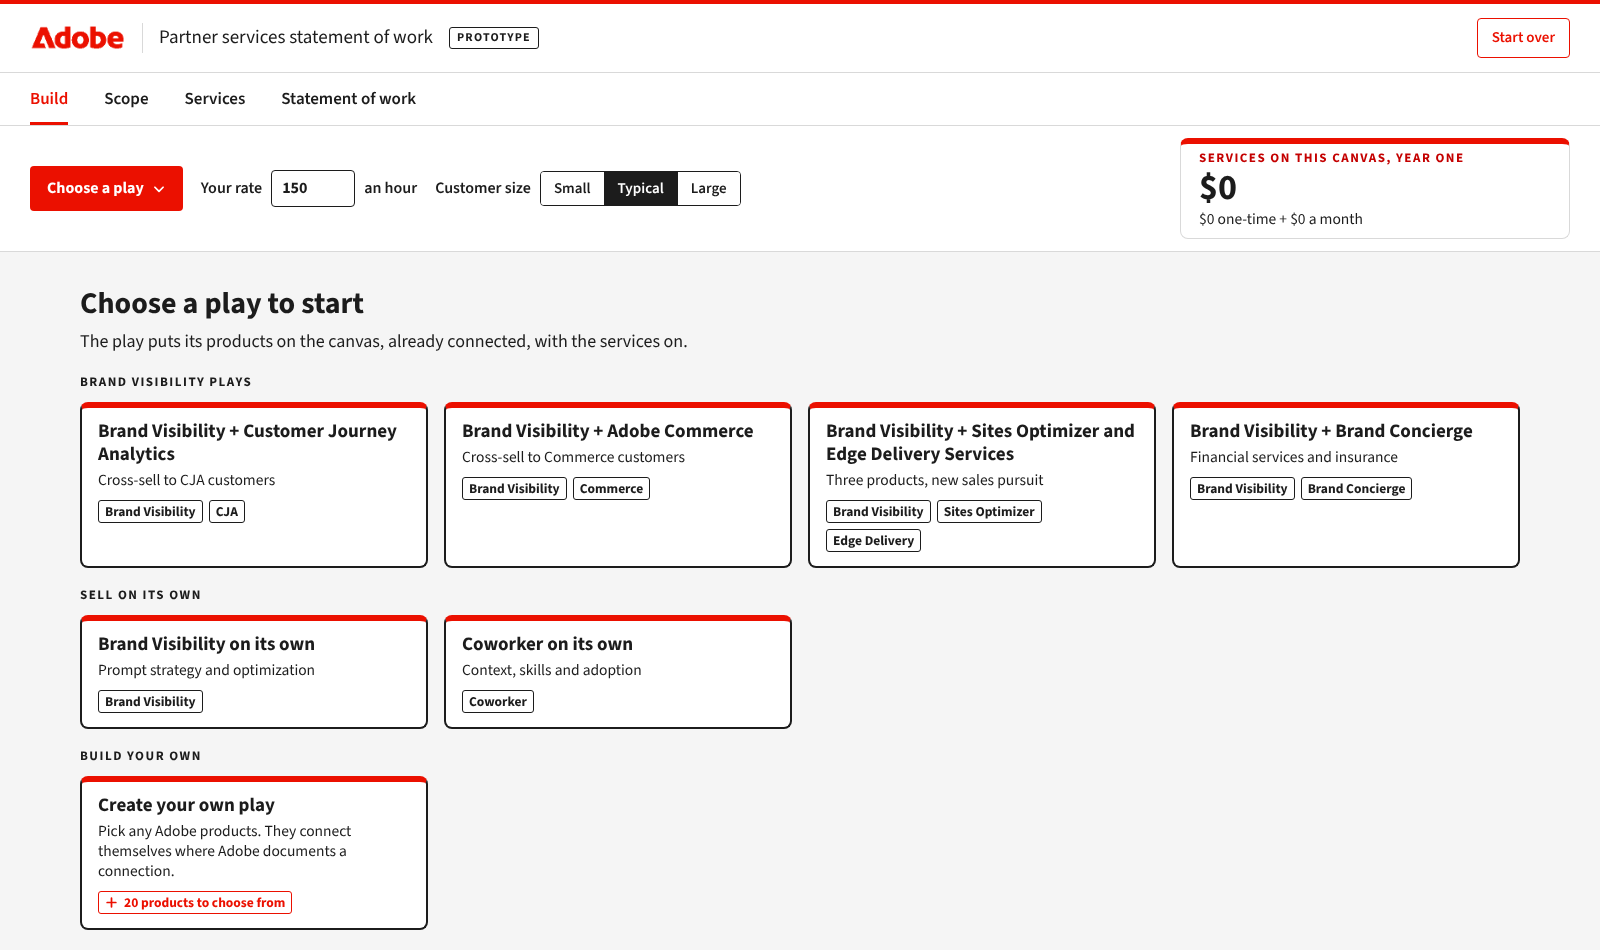 Adobe
Partner services statement of work
PROTOTYPE
Start over
Build
Scope
Services
Statement of work
Choose a play
Your rate
150
an hour
Customer size
Small
Typical
Large
SERVICES ON THIS CANVAS, YEAR ONE
$0
$0 one-time + $0 a month
Choose a play to start
The play puts its products on the canvas, already connected, with the services on.
BRAND VISIBILITY PLAYS
Brand Visibility + Customer Journey
Analytics
Cross-sell to CJA customers
Brand Visibility
CJA
Brand Visibility + Adobe Commerce
Cross-sell to Commerce customers
Brand Visibility
Commerce
Brand Visibility + Sites Optimizer and
Edge Delivery Services
Three products, new sales pursuit
Brand Visibility
Sites Optimizer
Edge Delivery
Brand Visibility + Brand Concierge
Financial services and insurance
Brand Visibility
Brand Concierge
SELL ON ITS OWN
Brand Visibility on its own
Prompt strategy and optimization
Brand Visibility
Coworker on its own
Context, skills and adoption
Coworker
BUILD YOUR OWN
Create your own play
Pick any Adobe products. They connect
themselves where Adobe documents a
connection.
+ 20 products to choose from